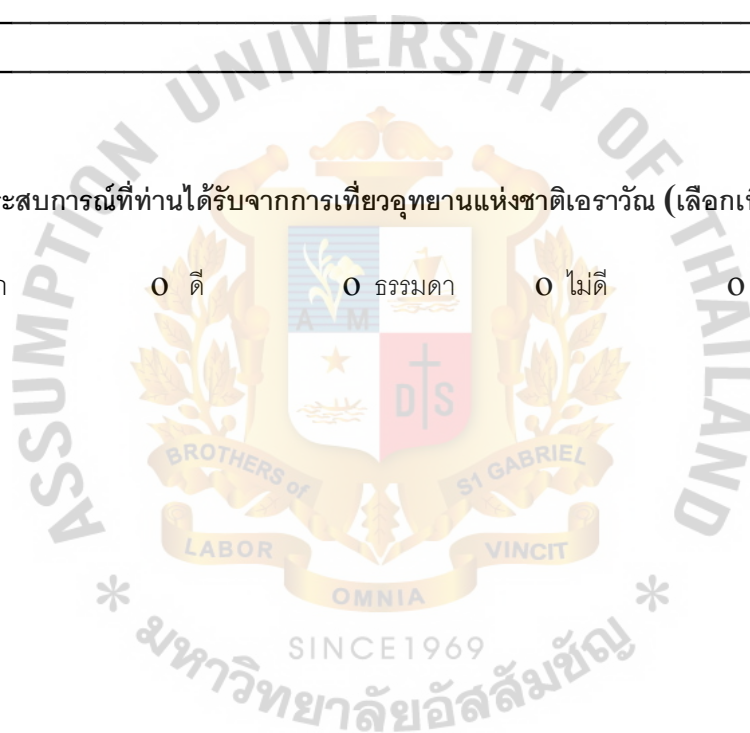 ASSUMPTION UNIVERSITY OF THAILAND
ระสบการณ์ที่ท่านได้รับจากการเที่ยวอุทยานแห่งชาติเอราวัณ (เลือกเพ
O ดี O ธรรมดา O ไม่ดี O
A M
D S
BROTHERS of ST GABRIEL
LABOR OMNIA VINCIT
SINCE1969
* มหาวิทยาลัยอัสสัมชัญ *